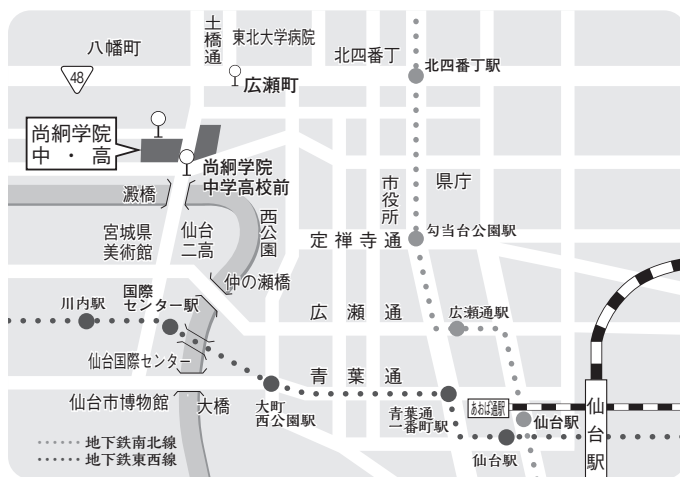 八幡町
48
土橋通
東北大学病院
広瀬町
北四番丁
北四番丁駅
尚絅学院
中・高
尚絅学院
中学高校前
澱橋
宮城県
美術館
仙台
二高
西公園
市役所
県庁
定禅寺通
勾当台公園駅
仲の瀬橋
川内駅
国際
センター駅
広瀬通
広瀬通駅
仙台国際センター
青葉通
仙台市博物館
大橋
大町
西公園駅
青葉通
一番町駅
あおば通駅
仙台駅
仙台駅
仙台駅
地下鉄南北線
地下鉄東西線